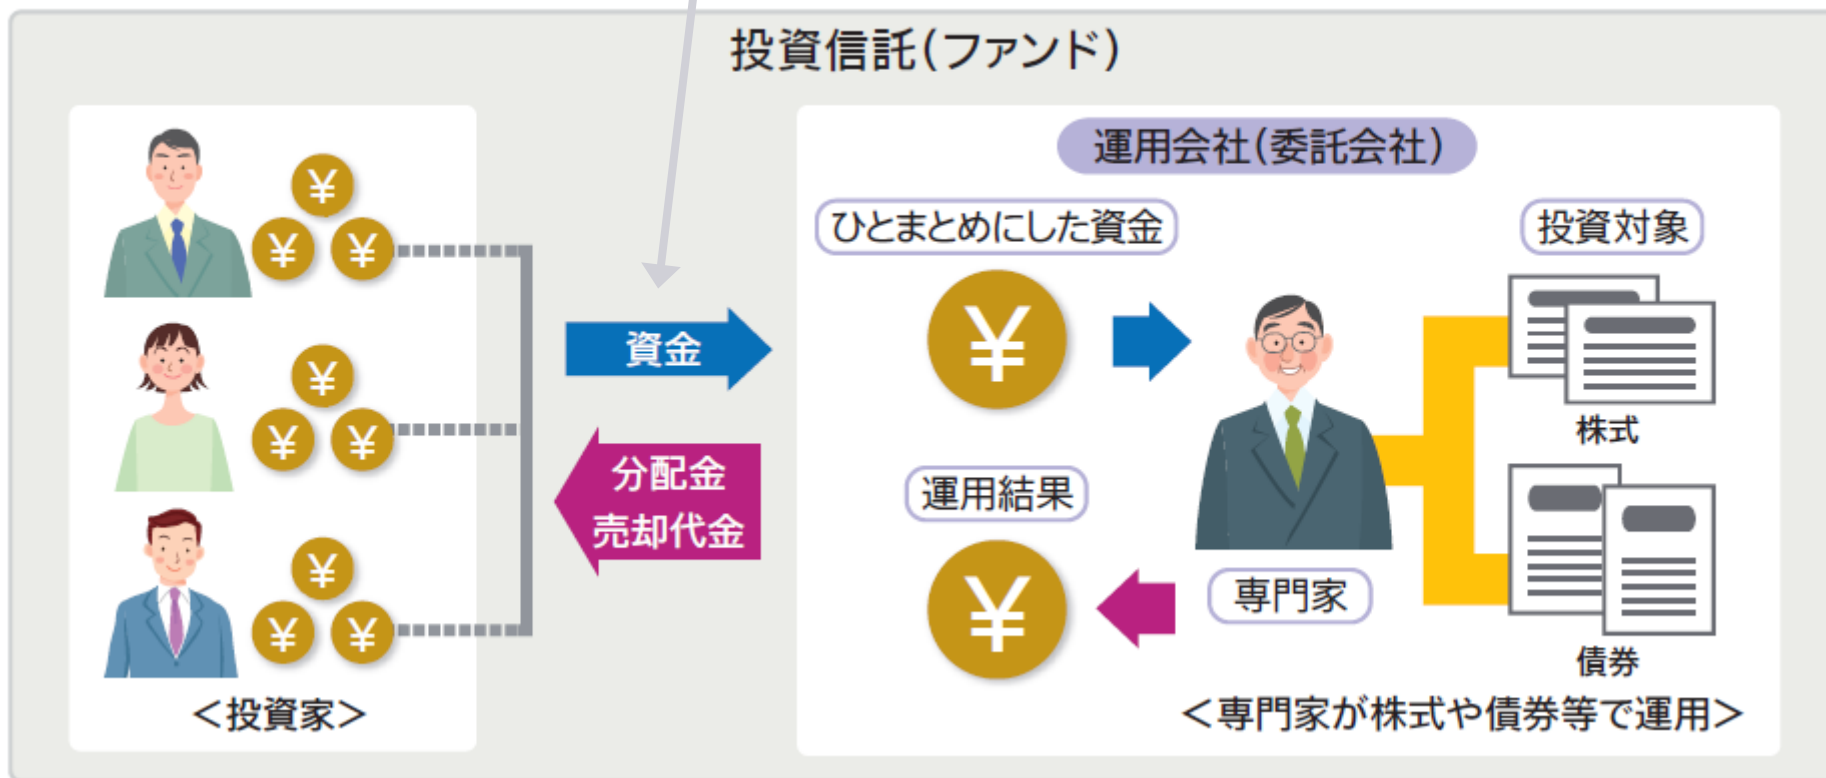 投資信託(ファンド)
¥
¥ ¥
¥
¥ ¥
¥
¥ ¥
＜投資家＞
資金
分配金
売却代金
運用会社(委託会社)
ひとまとめにした資金
¥
投資対象
株式
債券
専門家
運用結果
¥
＜専門家が株式や債券等で運用＞